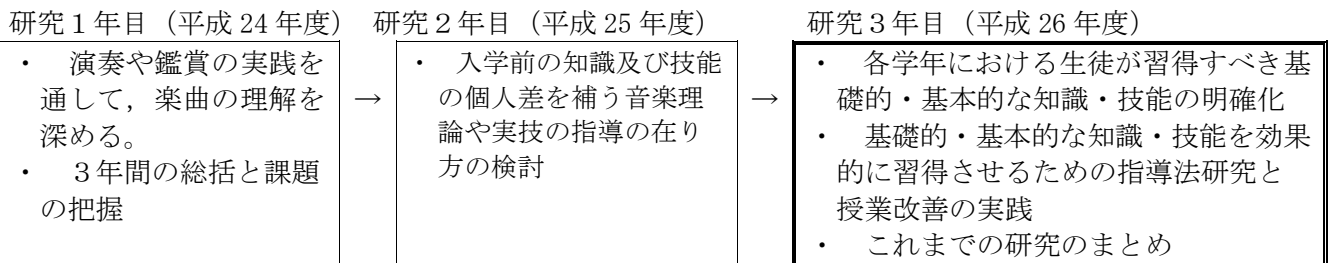 研究１年目（平成 24 年度）
・　演奏や鑑賞の実践を
通して，楽曲の理解を
深める。
・　３年間の総括と課題
の把握
→
研究２年目（平成 25 年度）
・　入学前の知識及び技能
の個人差を補う音楽理
論や実技の指導の在り
方の検討
→
研究３年目（平成 26 年度）
・　各学年における生徒が習得すべき基
礎的・基本的な知識・技能の明確化
・　基礎的・基本的な知識・技能を効果
的に習得させるための指導法研究と
授業改善の実践
・　これまでの研究のまとめ